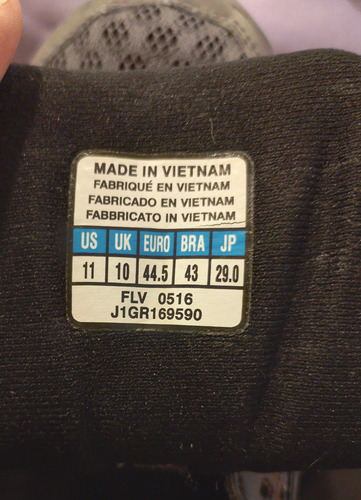 MADE IN VIETNAM
FABRIQUÉ EN VIETNAM
FABRICADO EN VIETNAM
FABBRICATO IN VIETNAM
US UK EURO BRA JP
11 10 44.5 43 29.0
FLV 0516
J1GR169590